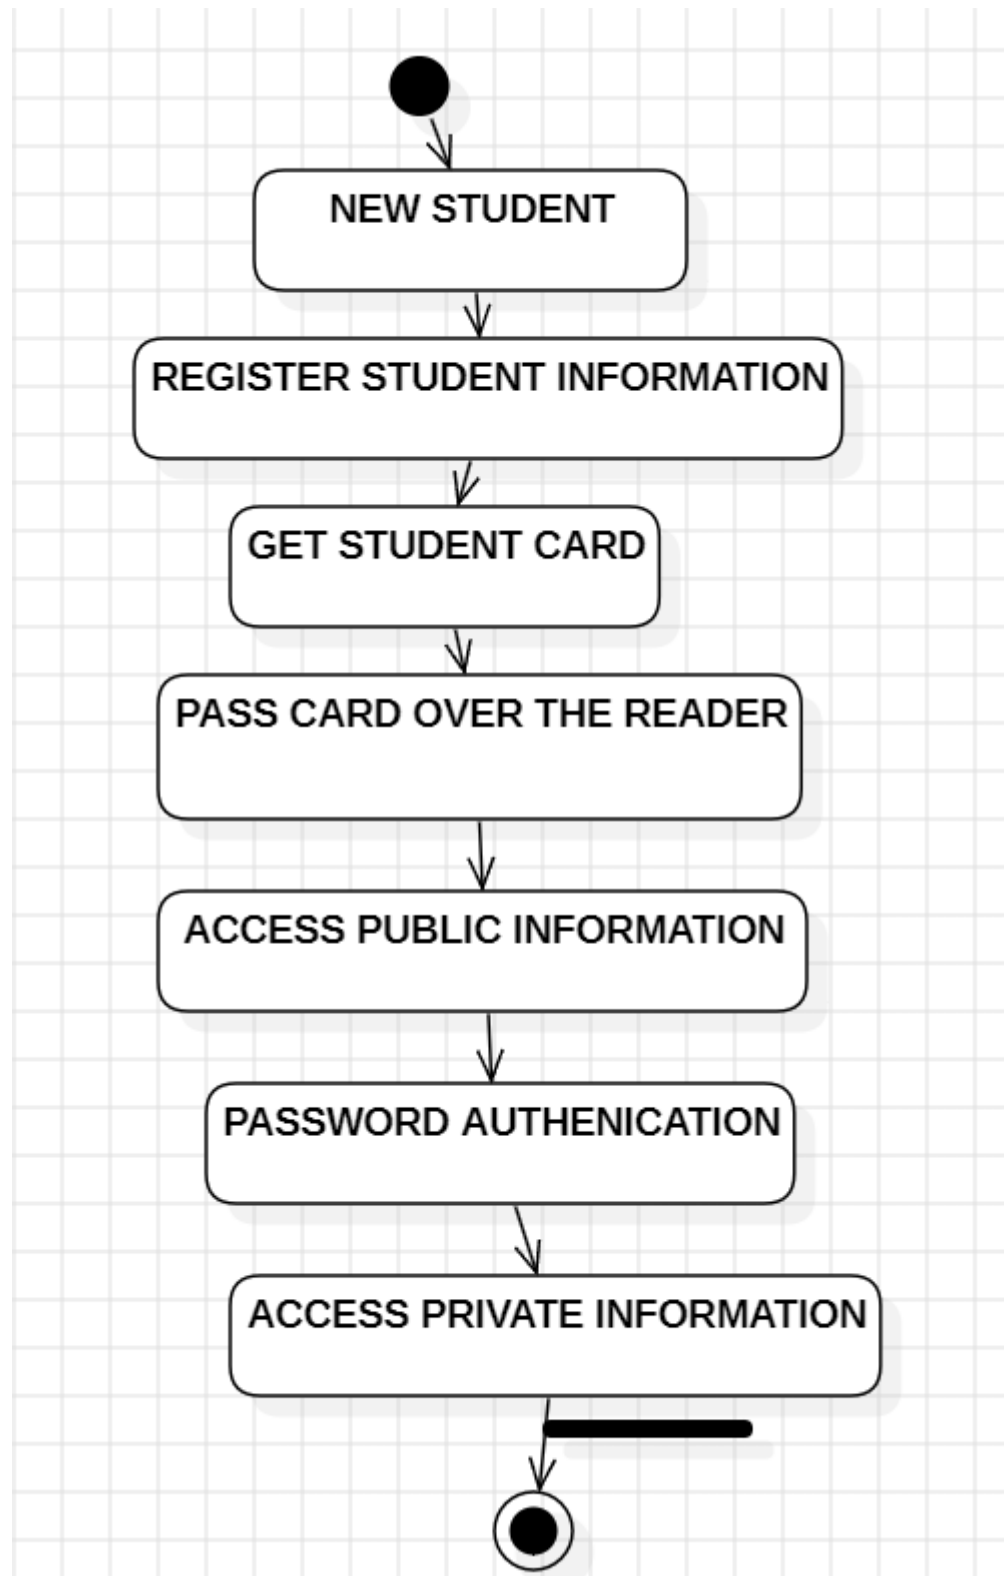 NEW STUDENT
REGISTER STUDENT INFORMATION
GET STUDENT CARD
PASS CARD OVER THE READER
ACCESS PUBLIC INFORMATION
PASSWORD AUTHENICATION
ACCESS PRIVATE INFORMATION